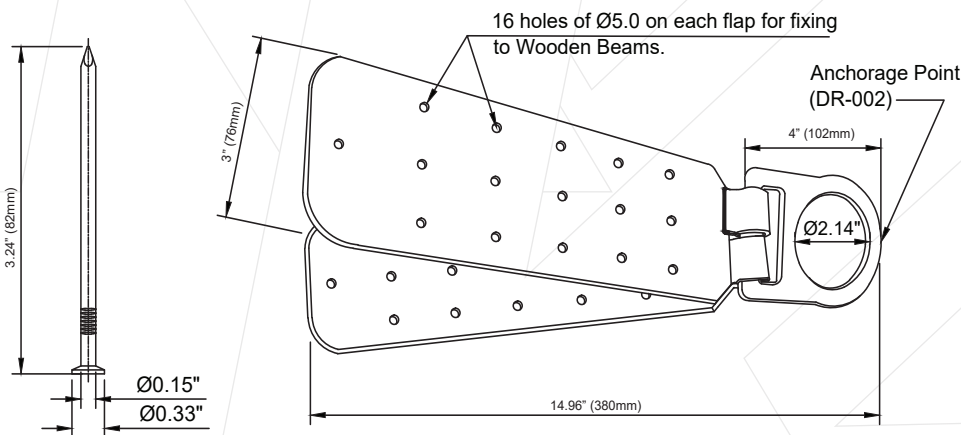 16 holes of Ø5.0 on each flap for fixing
to Wooden Beams.
Anchorage Point
(DR-002)
3" (76mm)
4" (102mm)
3.24" (82mm)
Ø2.14"
Ø0.15"
Ø0.33"
14.96" (380mm)